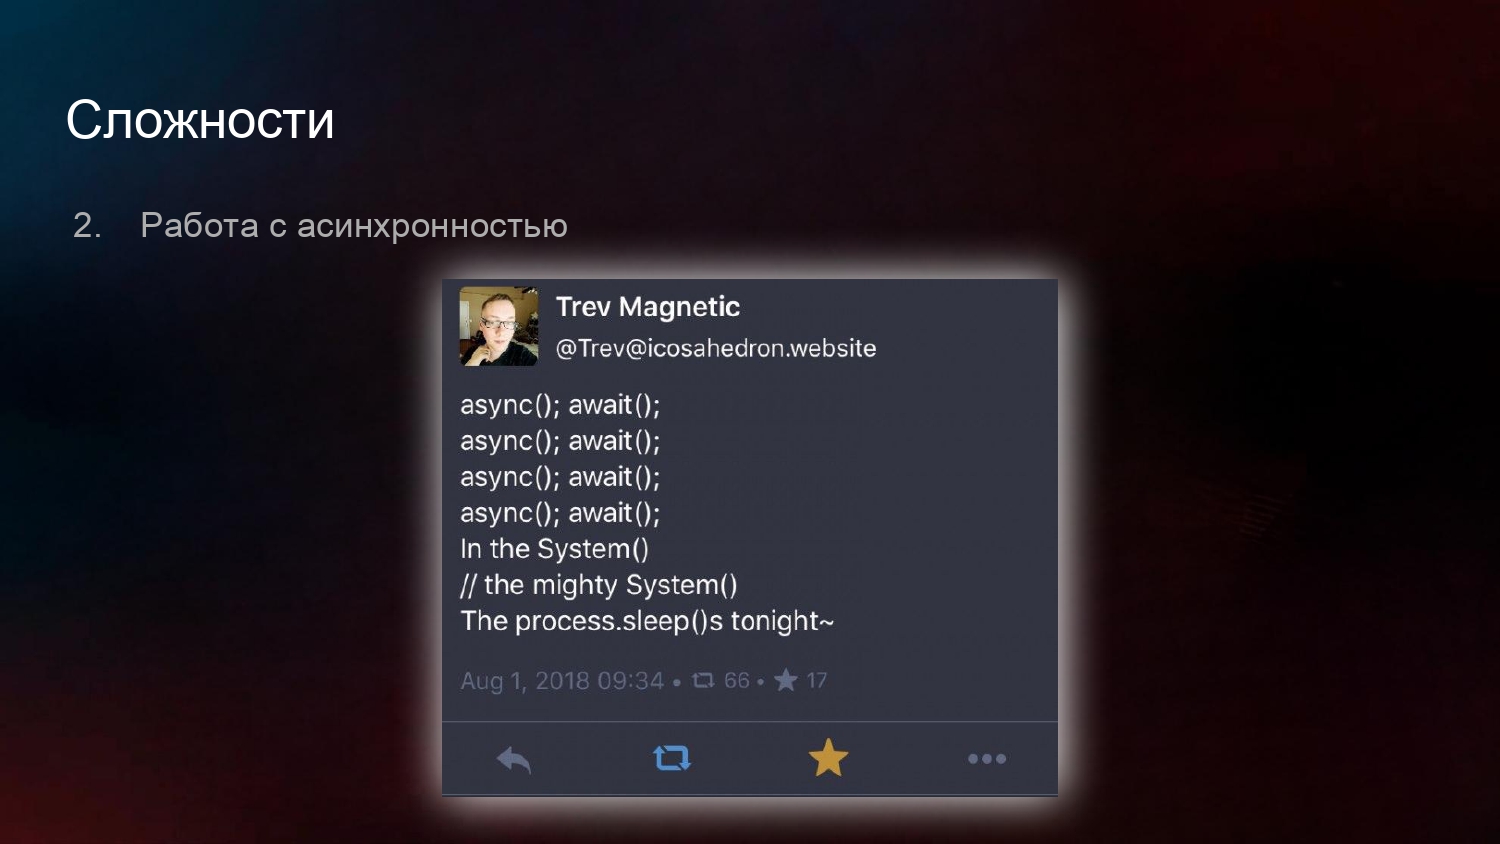 Сложности
2. Работа с асинхронностью
Trev Magnetic
@Trev@icosahedron.website
async(); await();
async(); await();
async(); await();
async(); await();
In the System()
// the mighty System()
The process.sleep()s tonight~
Aug 1, 2018 09:34 • 66 • 17